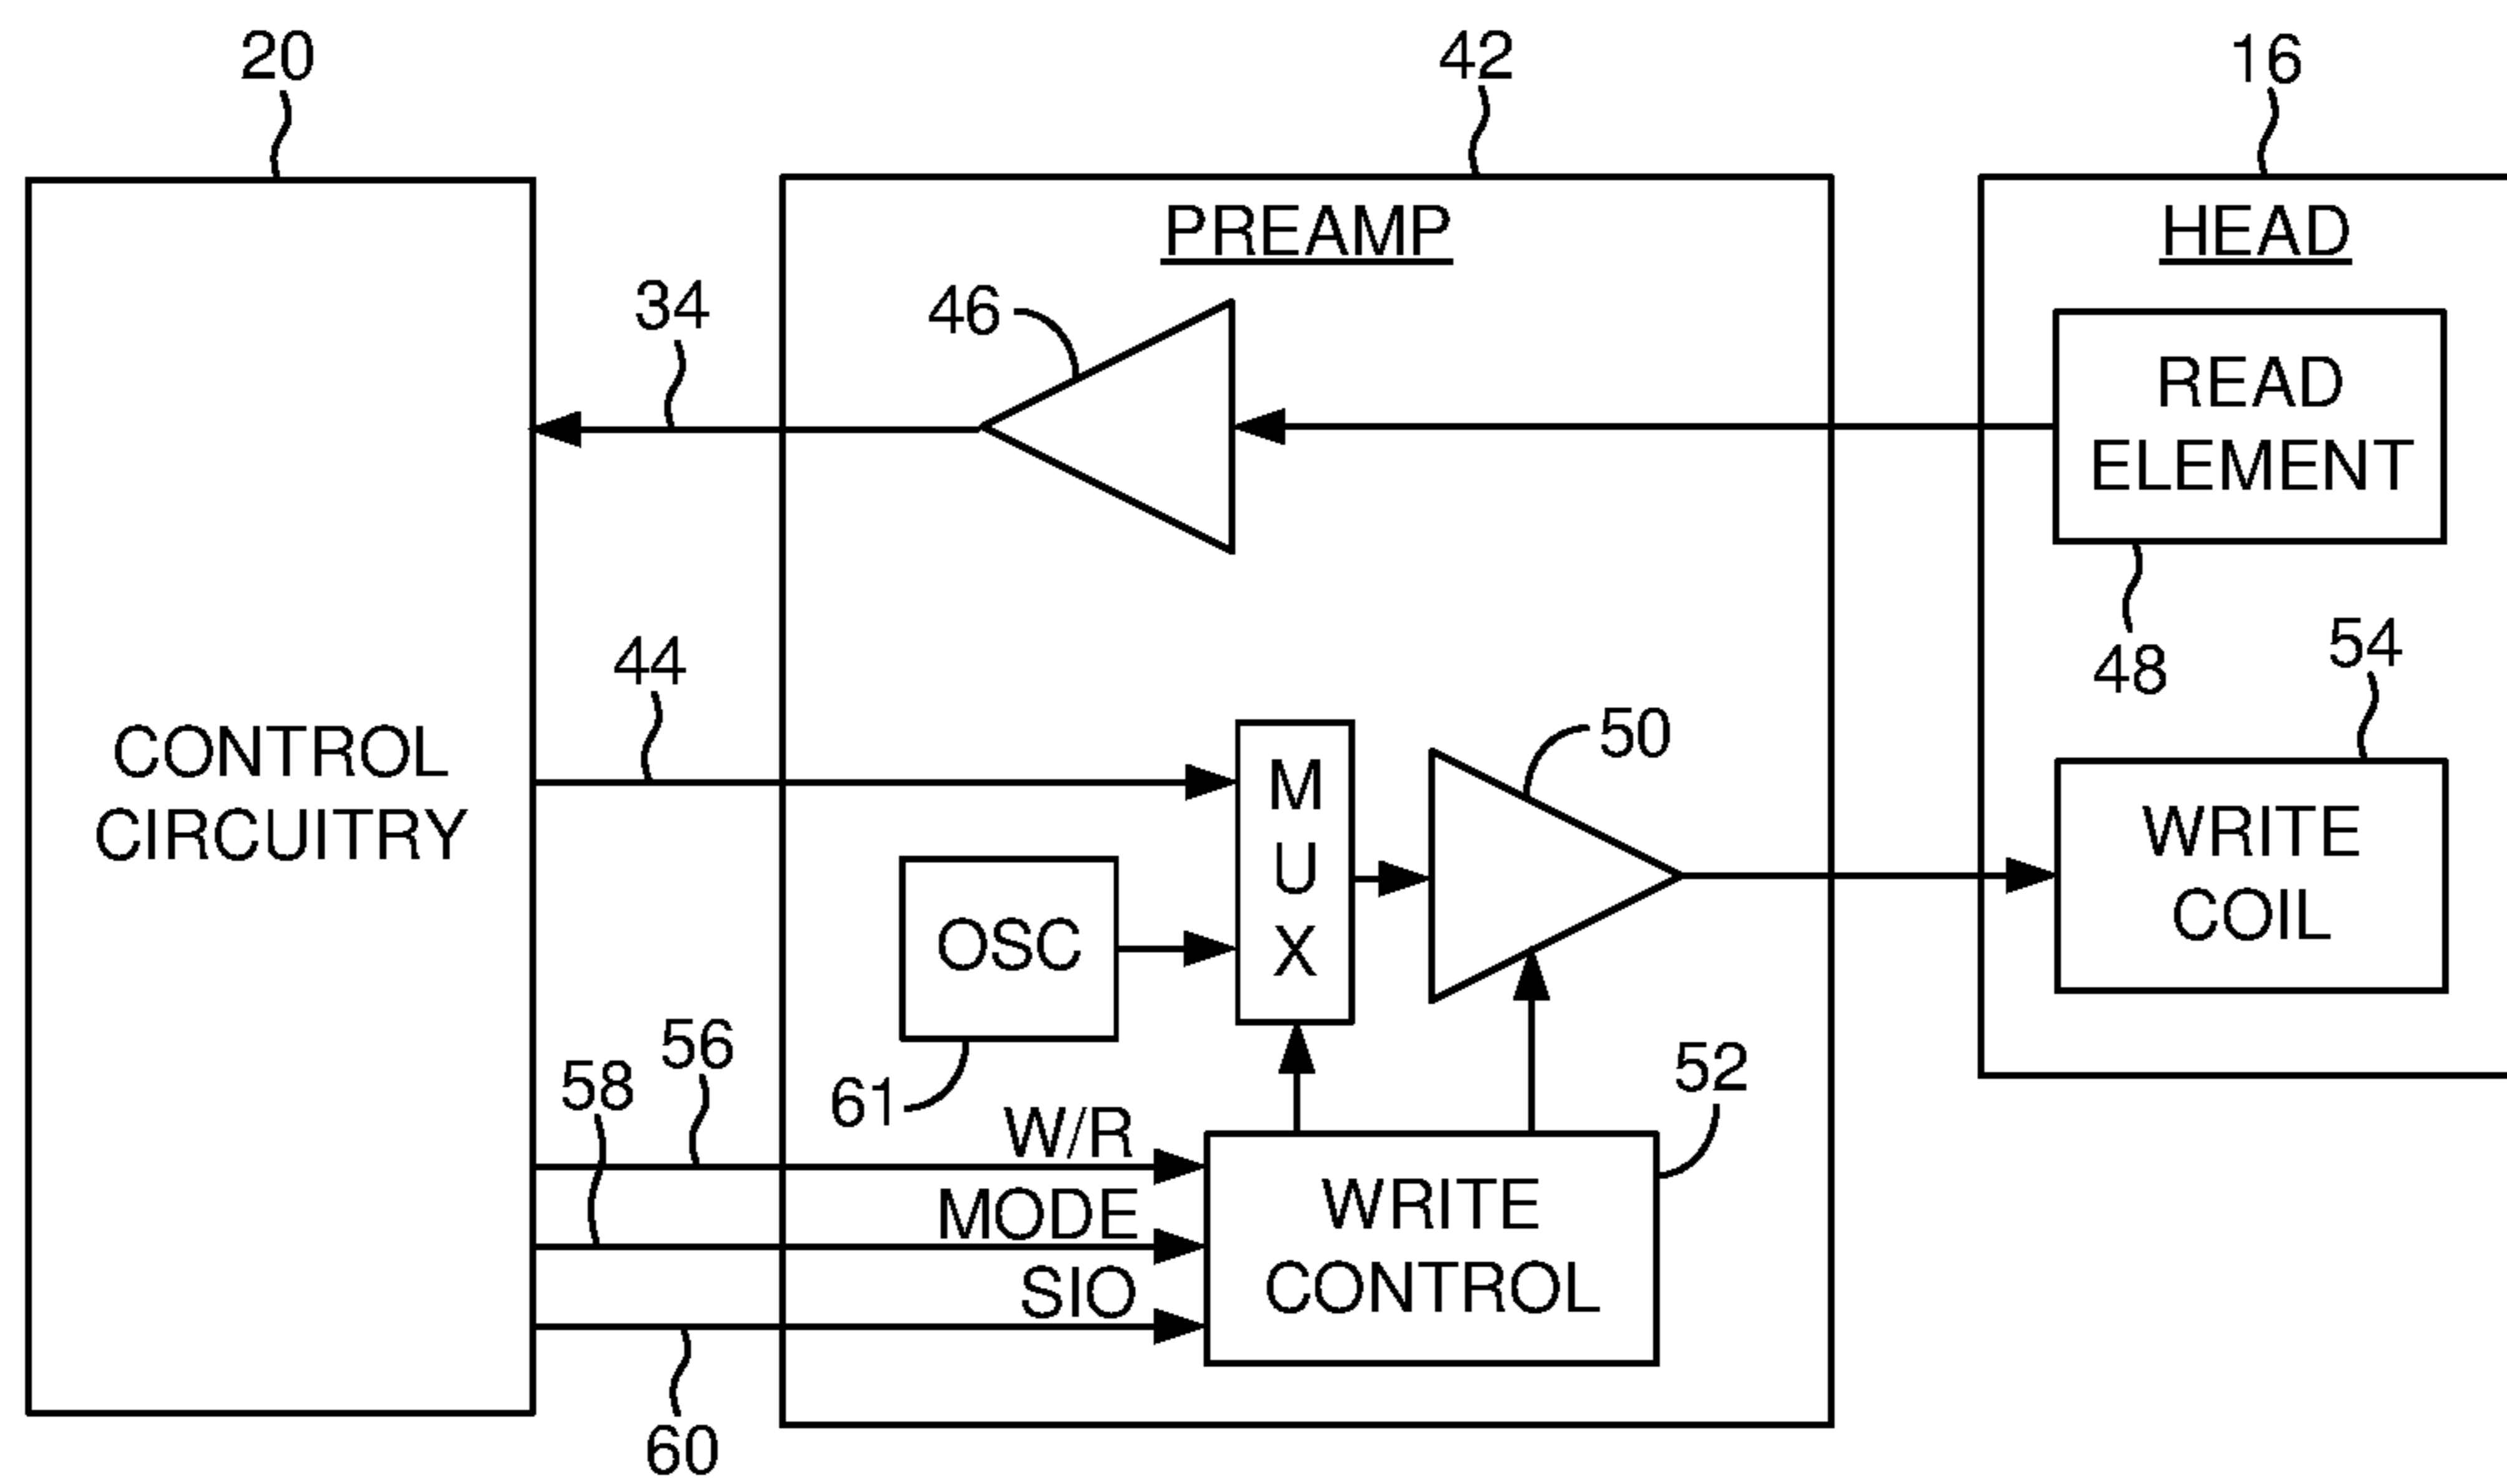 20
42
16
PREAMP
HEAD
34
46
READ
ELEMENT
48
44
54
50
CONTROL
CIRCUITRY
M
U
X
WRITE
COIL
OSC
61
56
58
52
W/R
MODE
SIO
WRITE
CONTROL
60